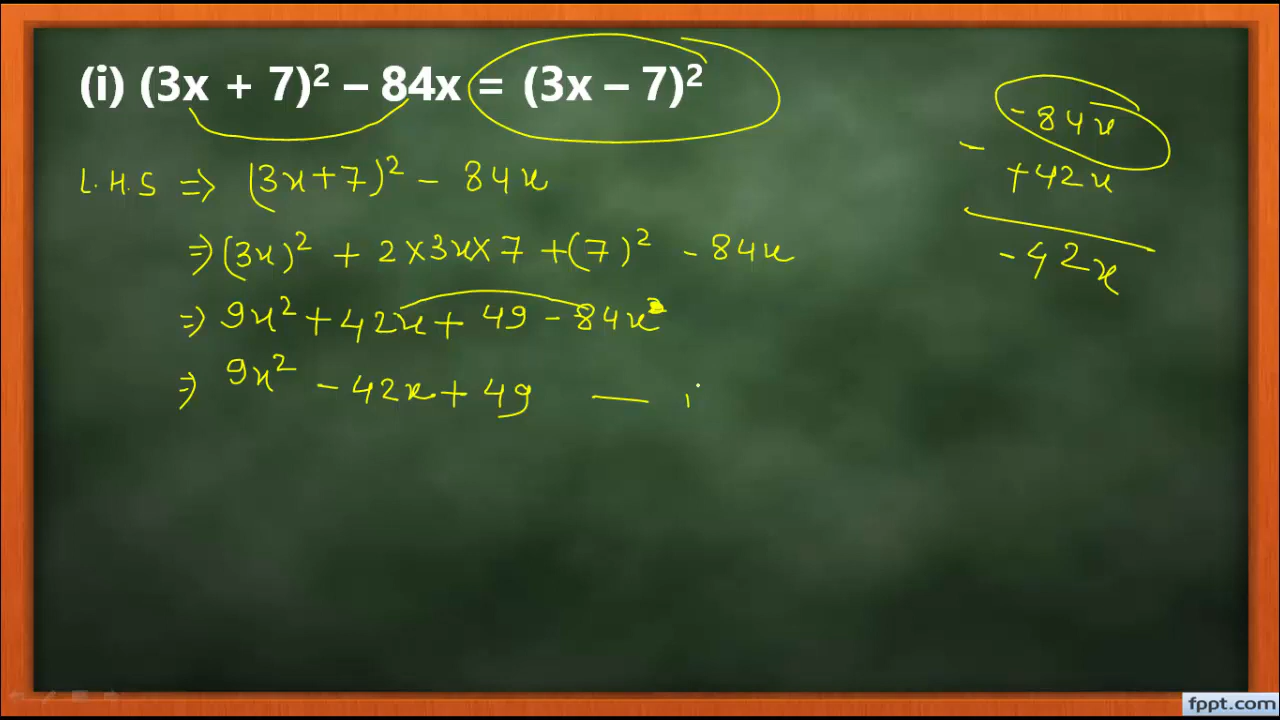 (i) (3x + 7)² – 84x = (3x – 7)²
L.H.S ⇒ (3x+7)² - 84x
⇒ (3x)² + 2×3x×7 +(7)² - 84x
⇒ 9x² + 42x + 49 - 84x
⇒ 9x² - 42x + 49 — i
- 84x
-
+42x
- 42x
fppt.com